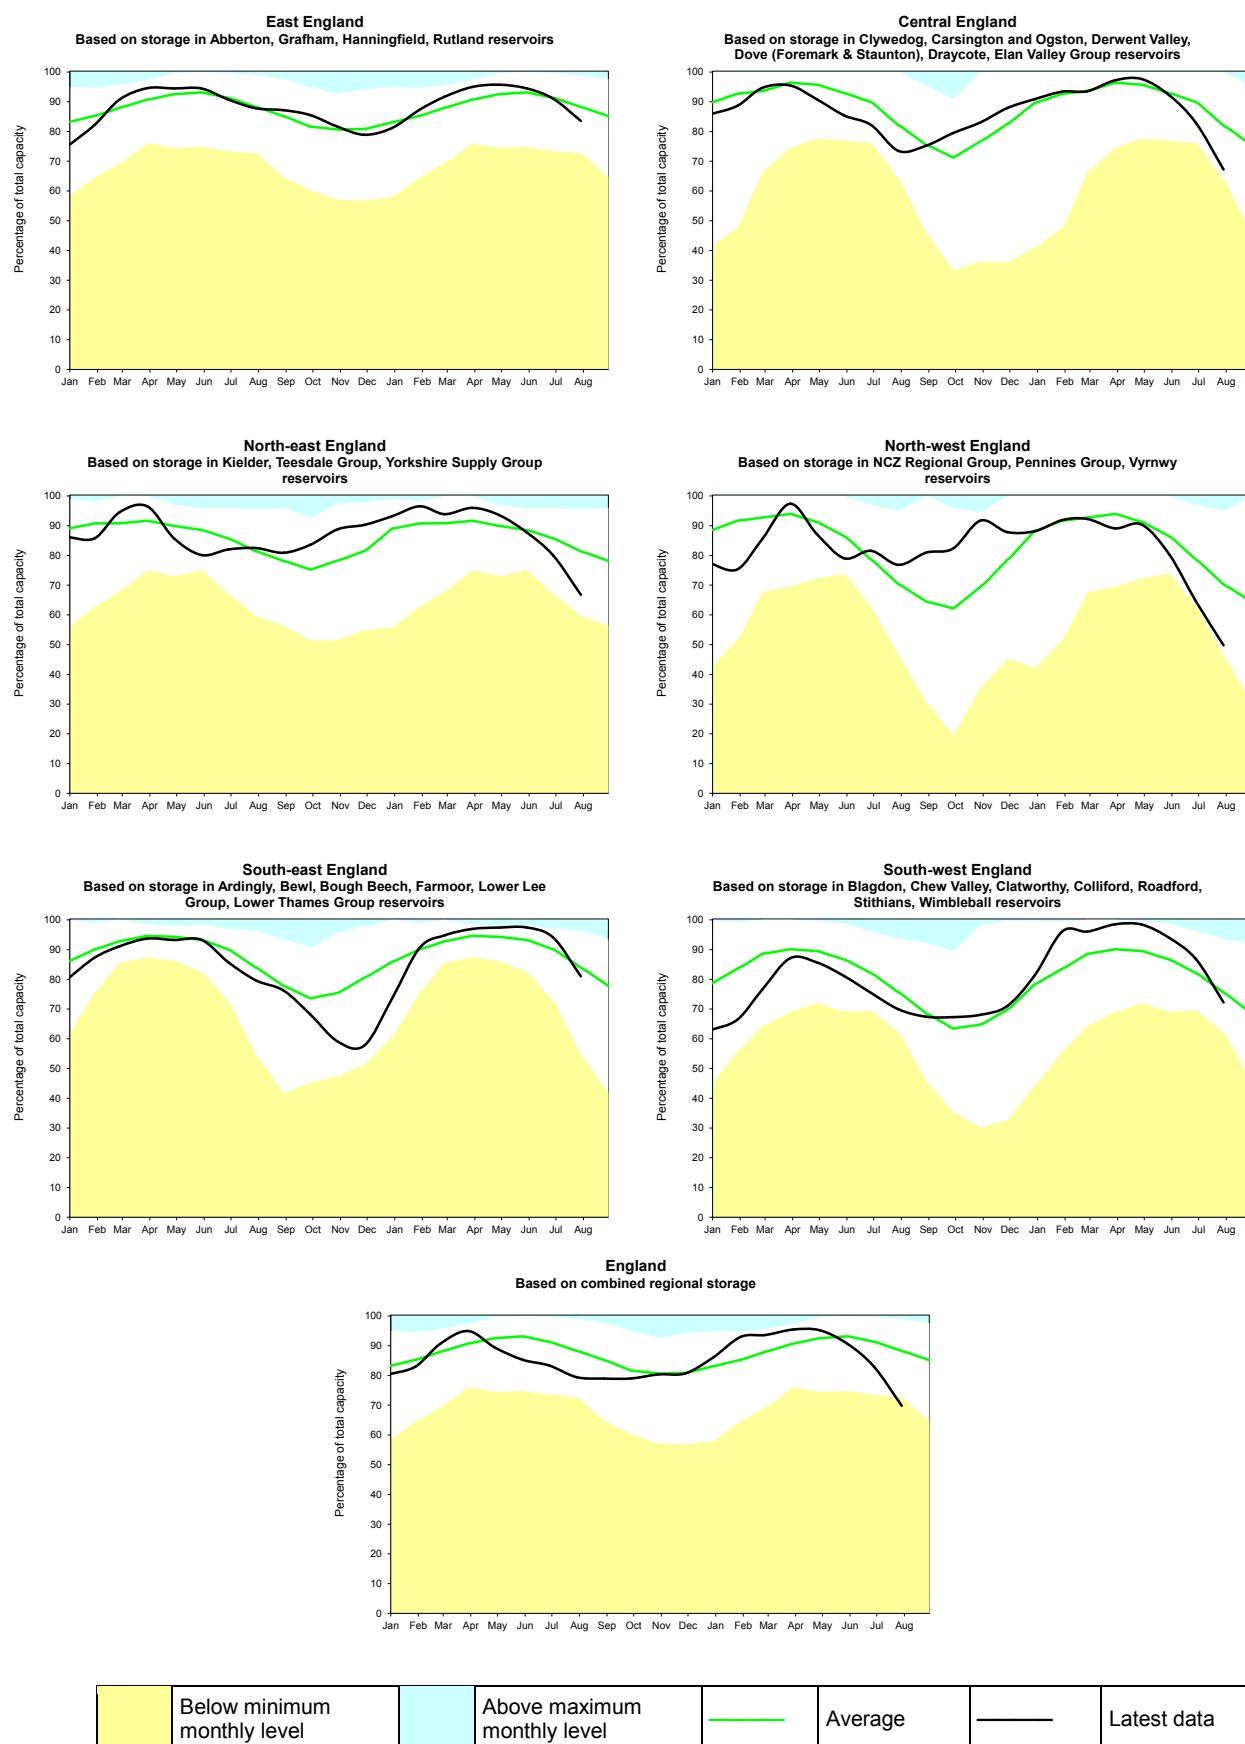 East England
Based on storage in Abberton, Grafham, Hanningfield, Rutland reservoirs
Percentage of total capacity
100
90
80
70
60
50
40
30
20
10
0
Jan Feb Mar Apr May Jun Jul Aug Sep Oct Nov Dec Jan Feb Mar Apr May Jun Jul Aug
Central England
Based on storage in Clywedog, Carsington and Ogston, Derwent Valley,
Dove (Foremark & Staunton), Draycote, Elan Valley Group reservoirs
Percentage of total capacity
100
90
80
70
60
50
40
30
20
10
0
Jan Feb Mar Apr May Jun Jul Aug Sep Oct Nov Dec Jan Feb Mar Apr May Jun Jul Aug
North-east England
Based on storage in Kielder, Teesdale Group, Yorkshire Supply Group
reservoirs
Percentage of total capacity
100
90
80
70
60
50
40
30
20
10
0
Jan Feb Mar Apr May Jun Jul Aug Sep Oct Nov Dec Jan Feb Mar Apr May Jun Jul Aug
North-west England
Based on storage in NCZ Regional Group, Pennines Group, Vyrnwy
reservoirs
Percentage of total capacity
100
90
80
70
60
50
40
30
20
10
0
Jan Feb Mar Apr May Jun Jul Aug Sep Oct Nov Dec Jan Feb Mar Apr May Jun Jul Aug
South-east England
Based on storage in Ardingly, Bewl, Bough Beech, Farmoor, Lower Lee
Group, Lower Thames Group reservoirs
Percentage of total capacity
100
90
80
70
60
50
40
30
20
10
0
Jan Feb Mar Apr May Jun Jul Aug Sep Oct Nov Dec Jan Feb Mar Apr May Jun Jul Aug
South-west England
Based on storage in Blagdon, Chew Valley, Clatworthy, Colliford, Roadford,
Stithians, Wimbleball reservoirs
Percentage of total capacity
100
90
80
70
60
50
40
30
20
10
0
Jan Feb Mar Apr May Jun Jul Aug Sep Oct Nov Dec Jan Feb Mar Apr May Jun Jul Aug
England
Based on combined regional storage
Percentage of total capacity
100
90
80
70
60
50
40
30
20
10
0
Jan Feb Mar Apr May Jun Jul Aug Sep Oct Nov Dec Jan Feb Mar Apr May Jun Jul Aug
Below minimum
monthly level
Above maximum
monthly level
Average
Latest data